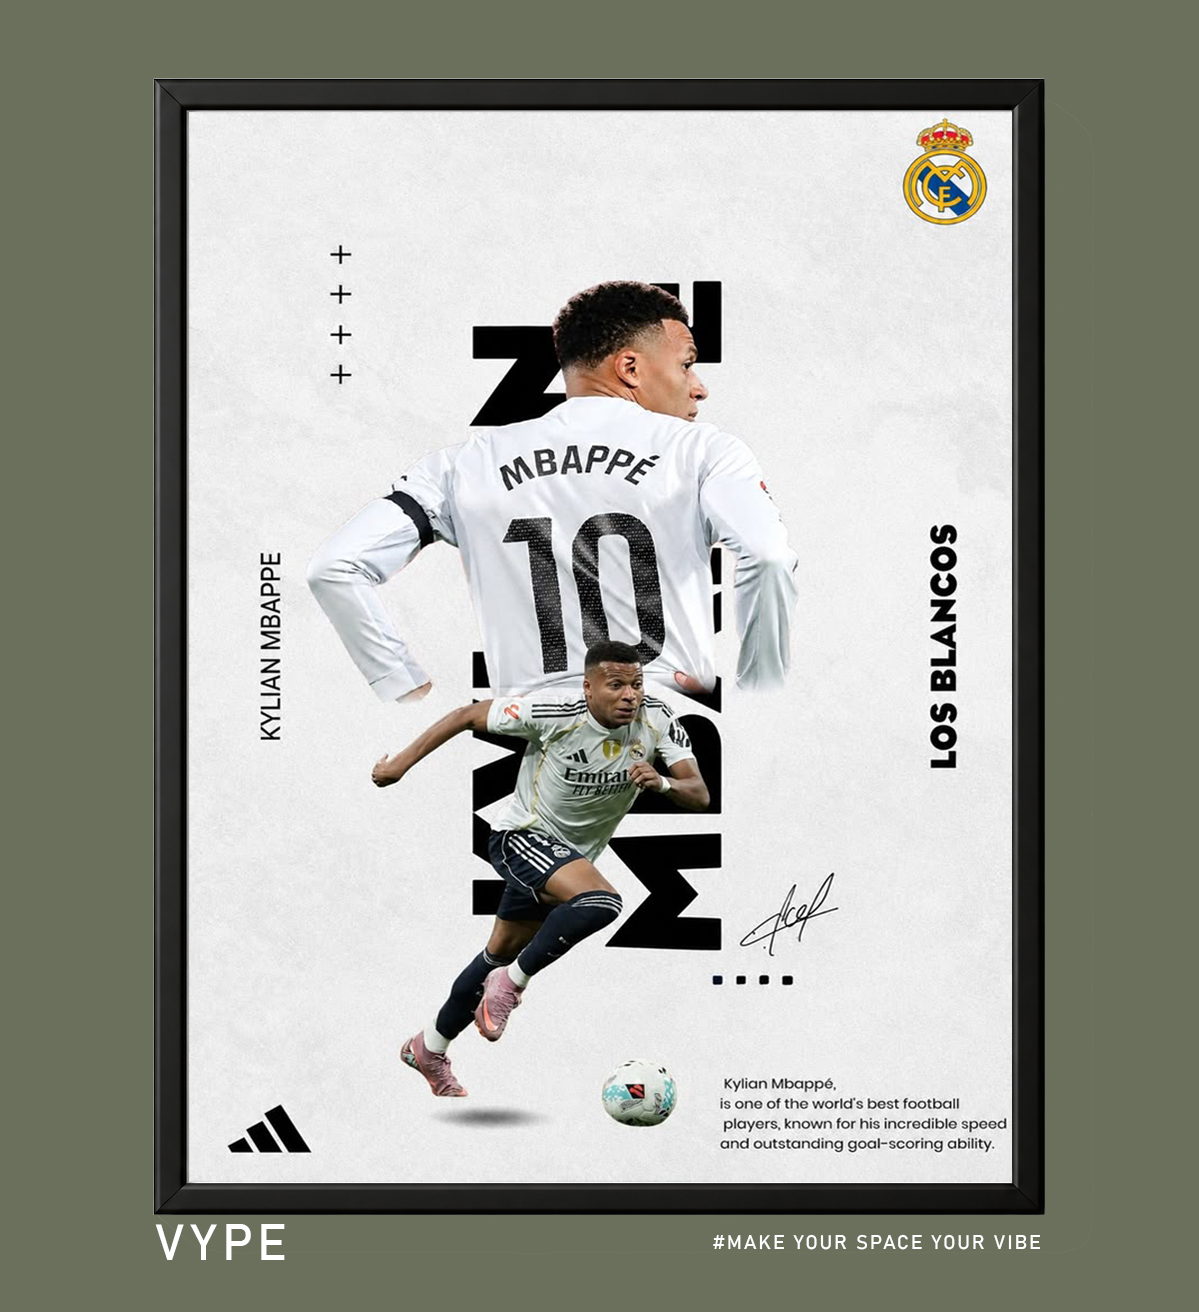 MBAPPÉ
10
KYLIAN MBAPPE
LOS BLANCOS
Emirat
FLY BETTER
Kylian Mbappé,
is one of the world's best football
players, known for his incredible speed
and outstanding goal-scoring ability.
VYPE
#MAKE YOUR SPACE YOUR VIBE